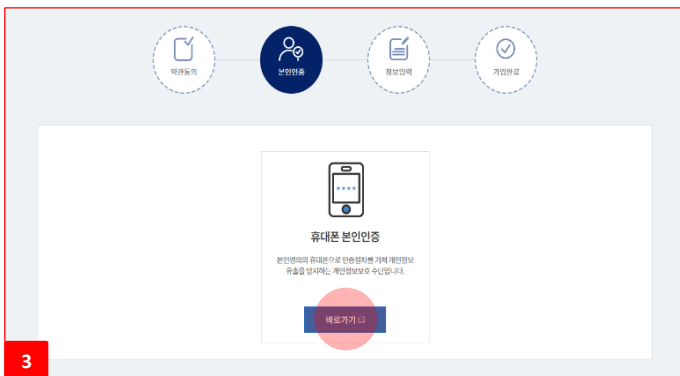 약관동의
본인인증
정보입력
가입완료
****
휴대폰 본인인증
본인명의의 휴대폰으로 인증절차를 거쳐 개인정보
유출을 방지하는 개인정보보호 수단입니다.
바로가기
3